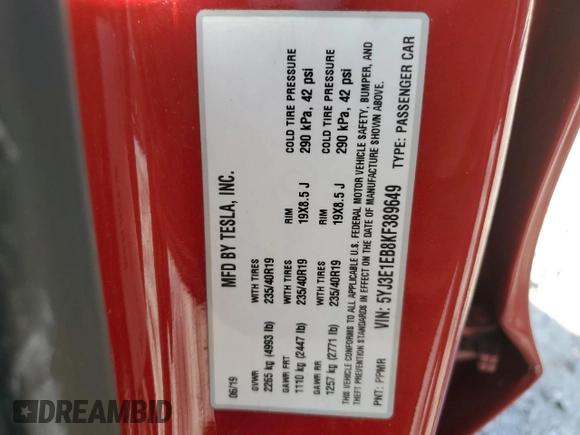 MFD BY TESLA, INC.
06/19
GVWR WITH TIRES RIM COLD TIRE PRESSURE
2265 kg (4993 lb) 235/40R19 19X8.5 J 290 kPa, 42 psi
GAWR FRT WITH TIRES RIM COLD TIRE PRESSURE
1110 kg (2447 lb) 235/40R19 19X8.5 J 290 kPa, 42 psi
GAWR RR
1257 kg (2771 lb) 235/40R19
THIS VEHICLE CONFORMS TO ALL APPLICABLE U.S. FEDERAL MOTOR VEHICLE SAFETY, BUMPER, AND
THEFT PREVENTION STANDARDS IN EFFECT ON THE DATE OF MANUFACTURE SHOWN ABOVE.
VIN: 5YJ3E1EB8KF389649
PNT: PPMR TYPE: PASSENGER CAR
DREAMBID